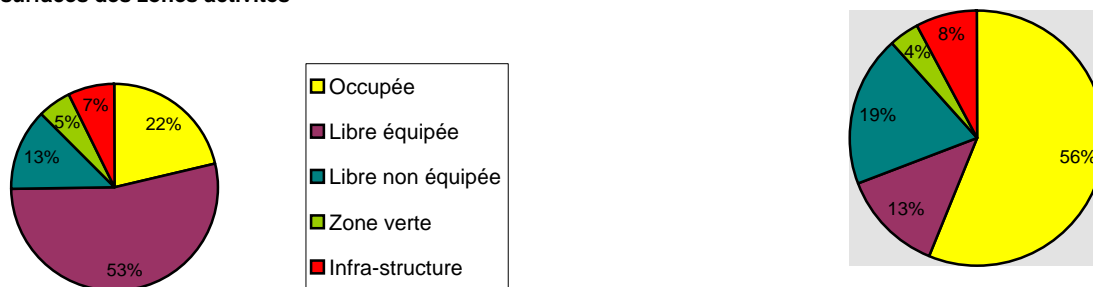 surfaces des zones activités
7%
22%
5%
13%
53%
Occupée
Libre équipée
Libre non équipée
Zone verte
Infra-structure
8%
4%
19%
56%
13%